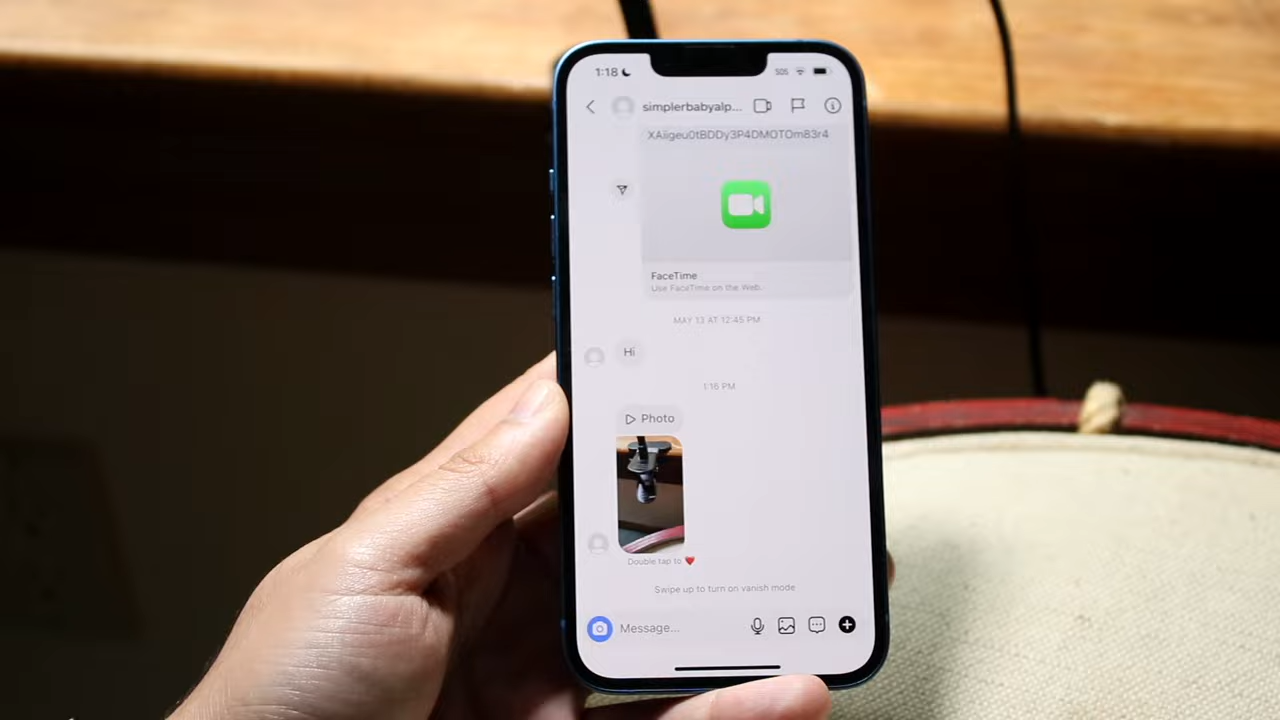 1:18
SOS
simplerbabyalp...
XAiigeu0tBDDy3P4DMOTOmB3r4
FaceTime
Use FaceTime on the Web.
MAY 13 AT 12:45 PM
Hi
1:16 PM
Photo
Double tap to ❤️
Swipe up to turn on vanish mode
Message...